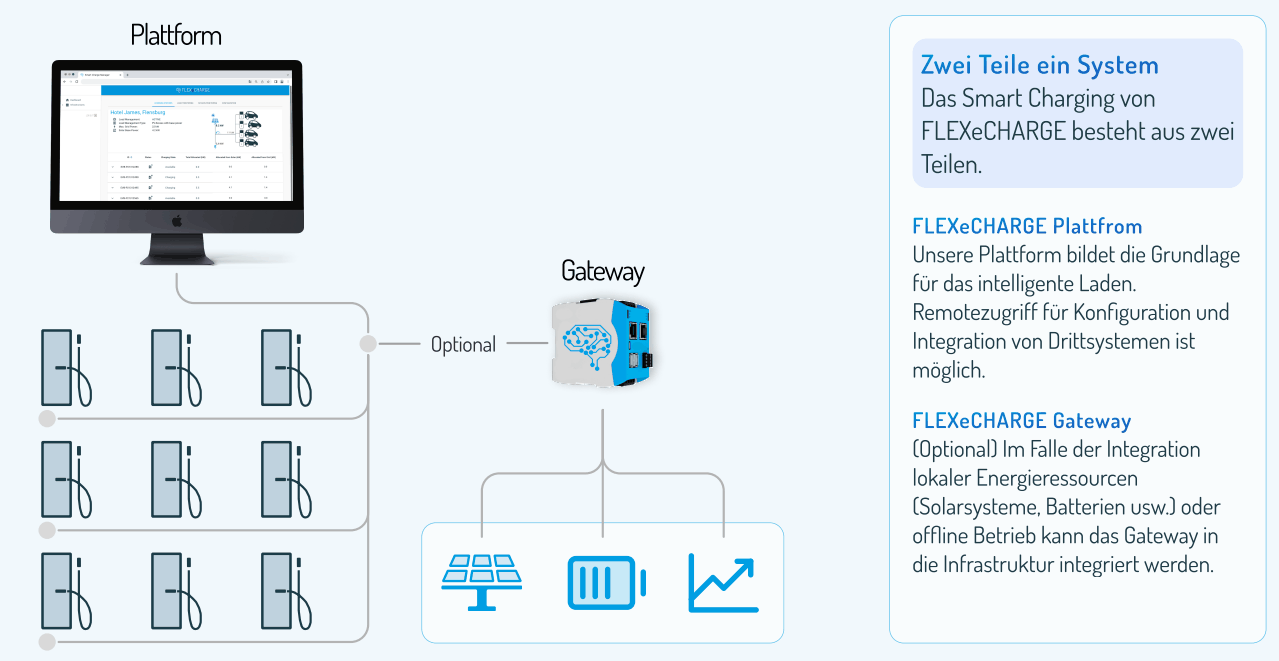 Plattform
FLEXeCHARGE
Hotel James, Flensburg
Gateway
Optional
Zwei Teile ein System
Das Smart Charging von
FLEXeCHARGE besteht aus zwei
Teilen.
FLEXeCHARGE Plattfrom
Unsere Plattform bildet die Grundlage
für das intelligente Laden.
Remotezugriff für Konfiguration und
Integration von Drittsystemen ist
möglich.
FLEXeCHARGE Gateway
(Optional) Im Falle der Integration
lokaler Energieressourcen
(Solarsysteme, Batterien usw.) oder
offline Betrieb kann das Gateway in
die Infrastruktur integriert werden.